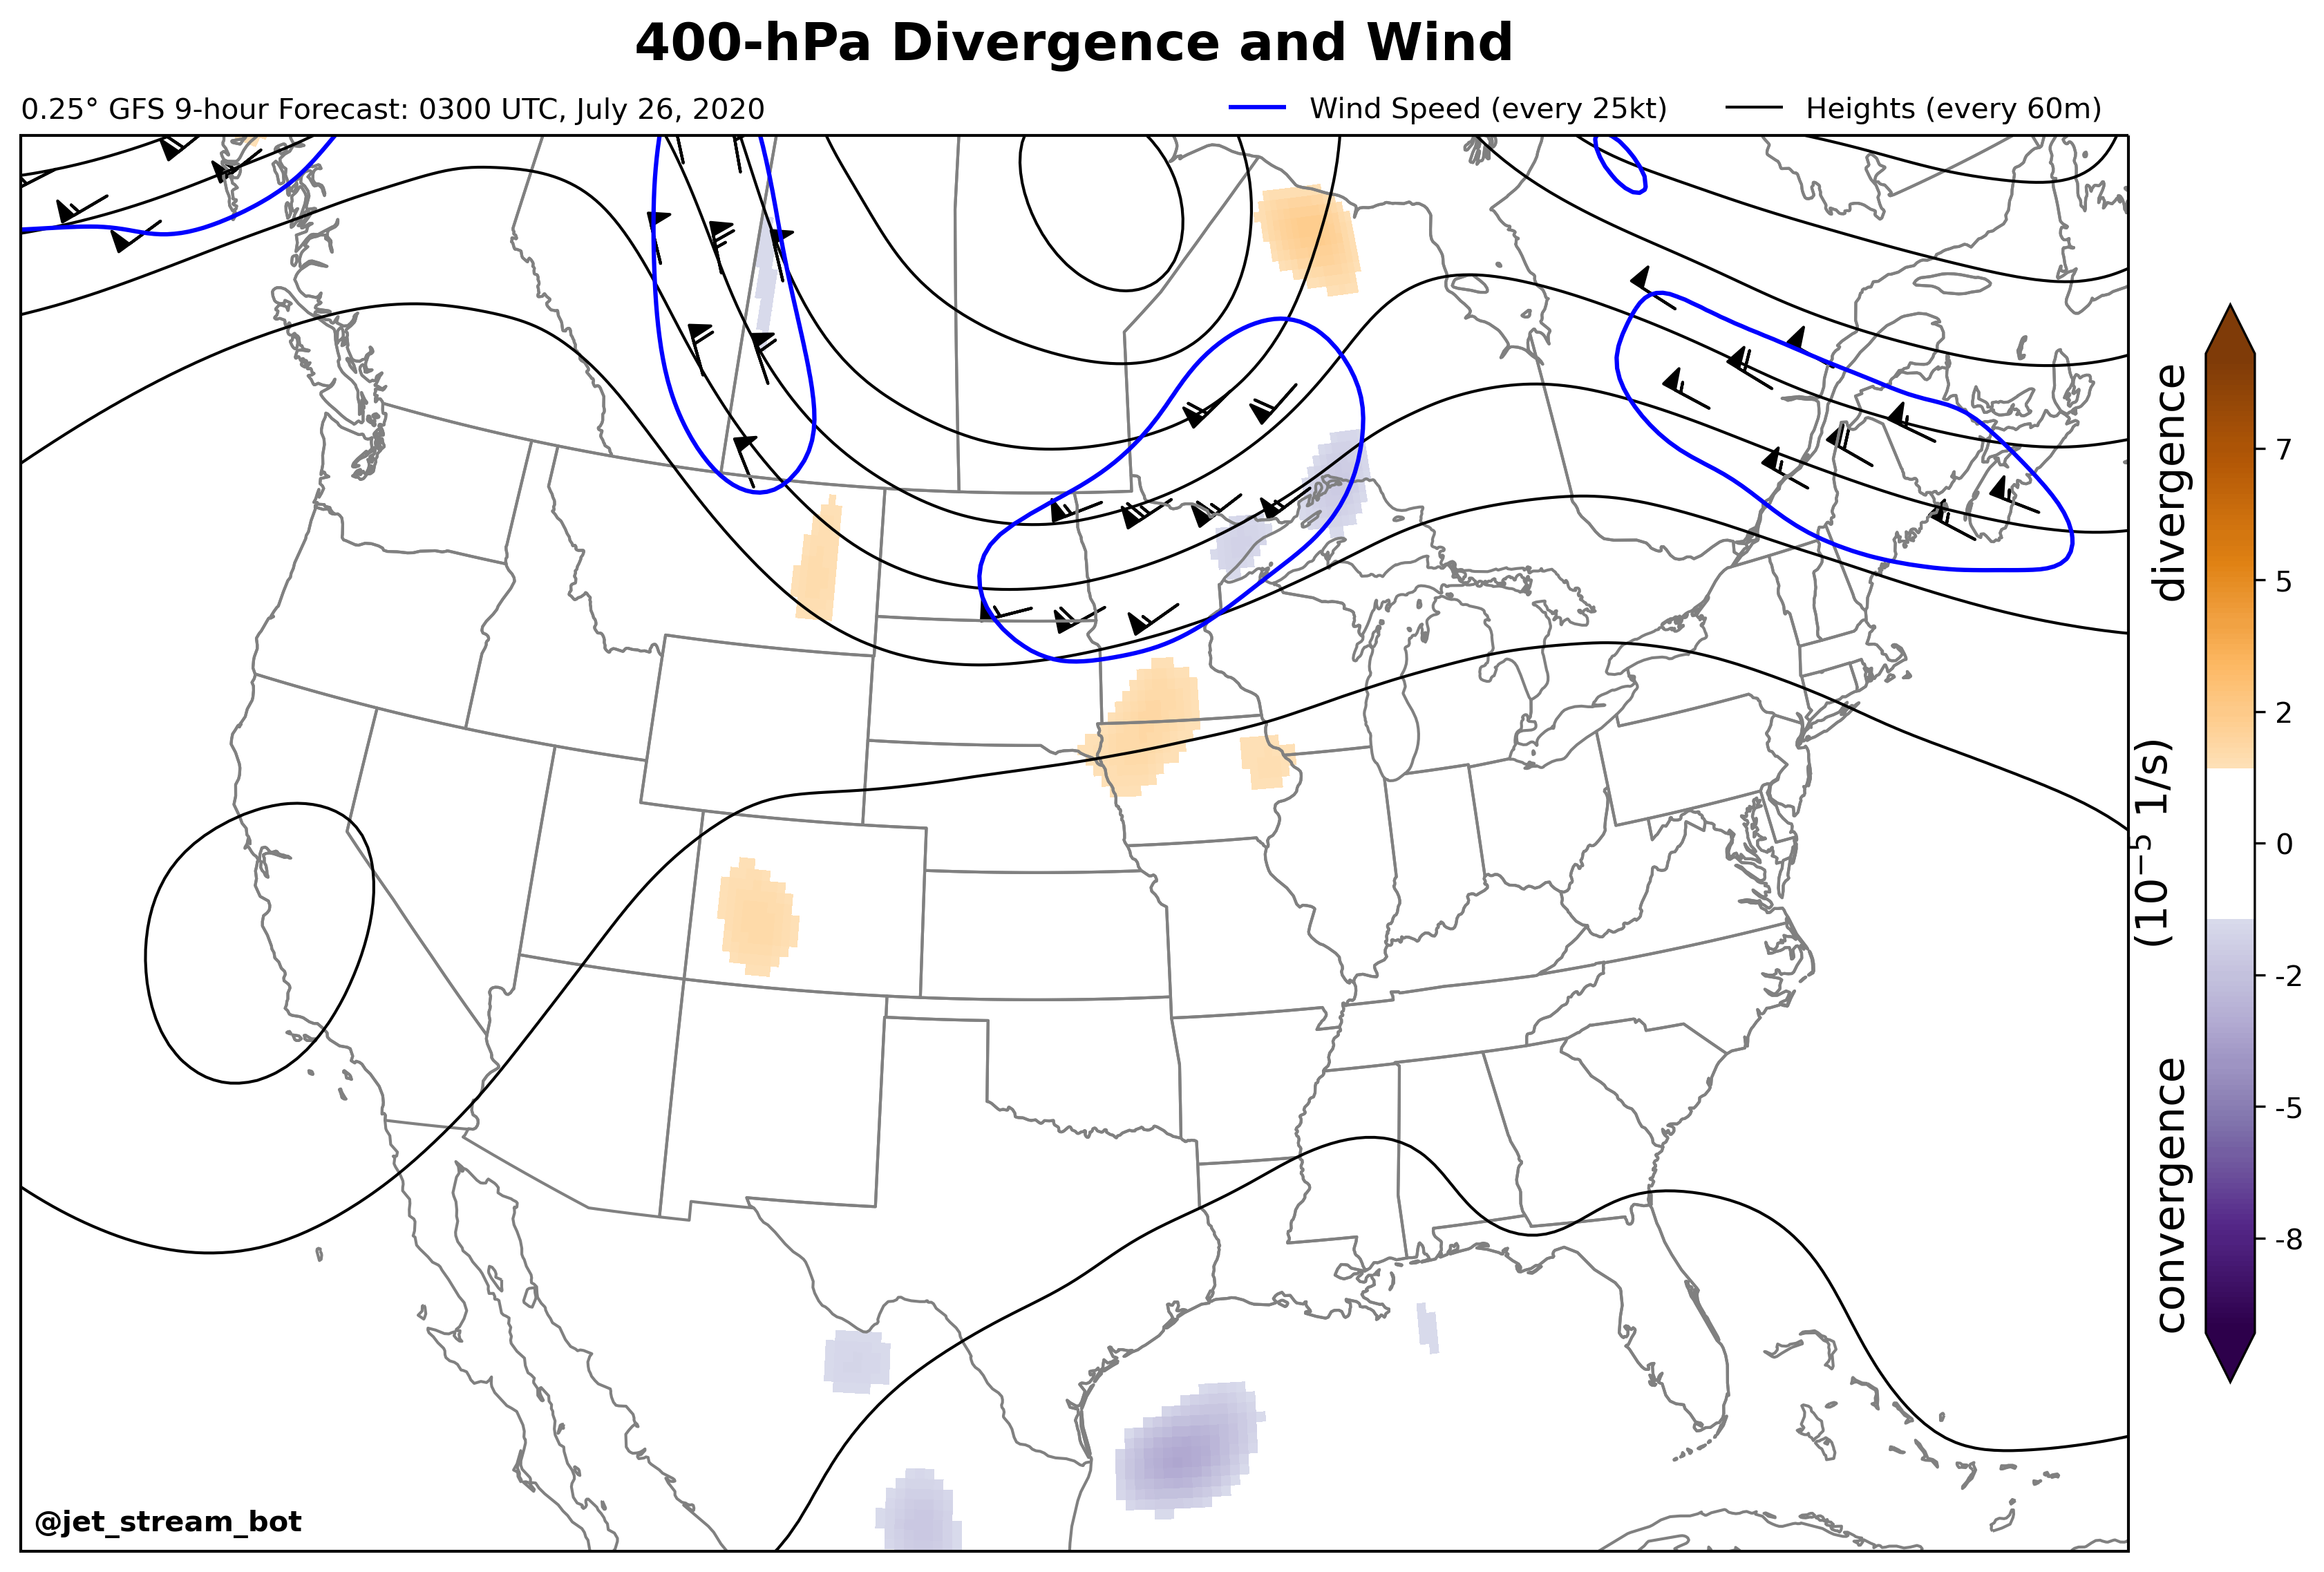 400-hPa Divergence and Wind
0.25° GFS 9-hour Forecast: 0300 UTC, July 26, 2020
Wind Speed (every 25kt)
Heights (every 60m)
divergence
(10⁻⁵ 1/s)
convergence
7
5
2
0
-2
-5
-8
@jet_stream_bot